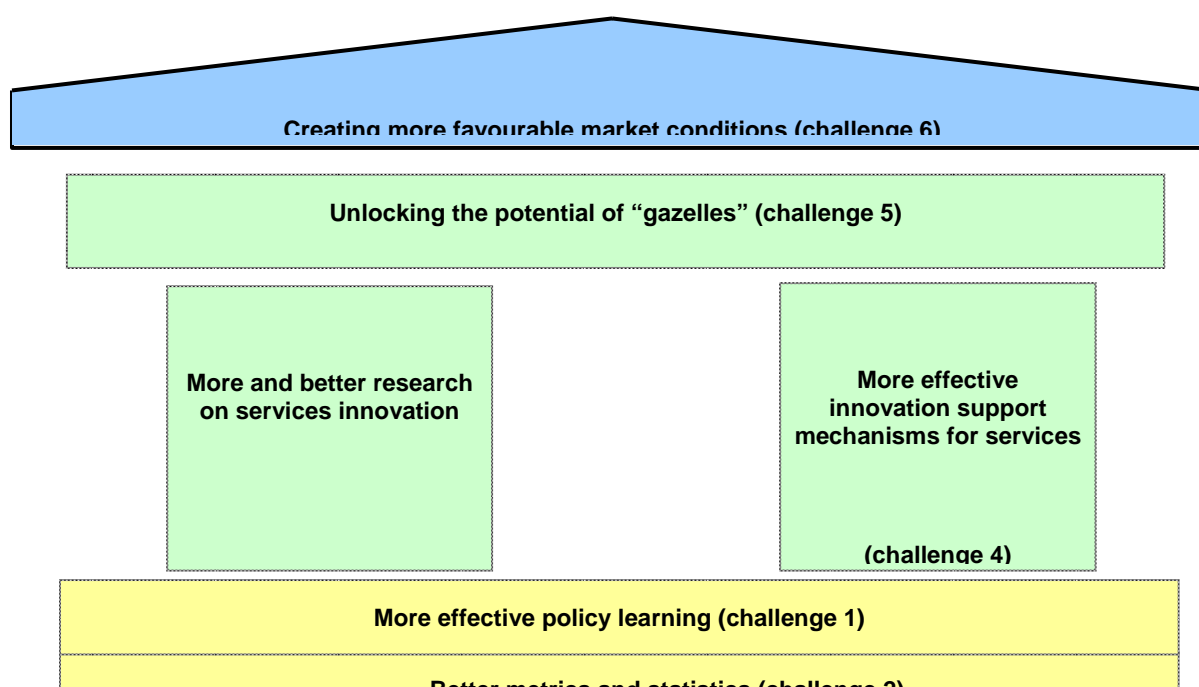 Creating more favourable market conditions (challenge 6)
Unlocking the potential of “gazelles” (challenge 5)
More and better research
on services innovation
More effective
innovation support
mechanisms for services
(challenge 4)
More effective policy learning (challenge 1)
Better metrics and statistics (challenge 2)